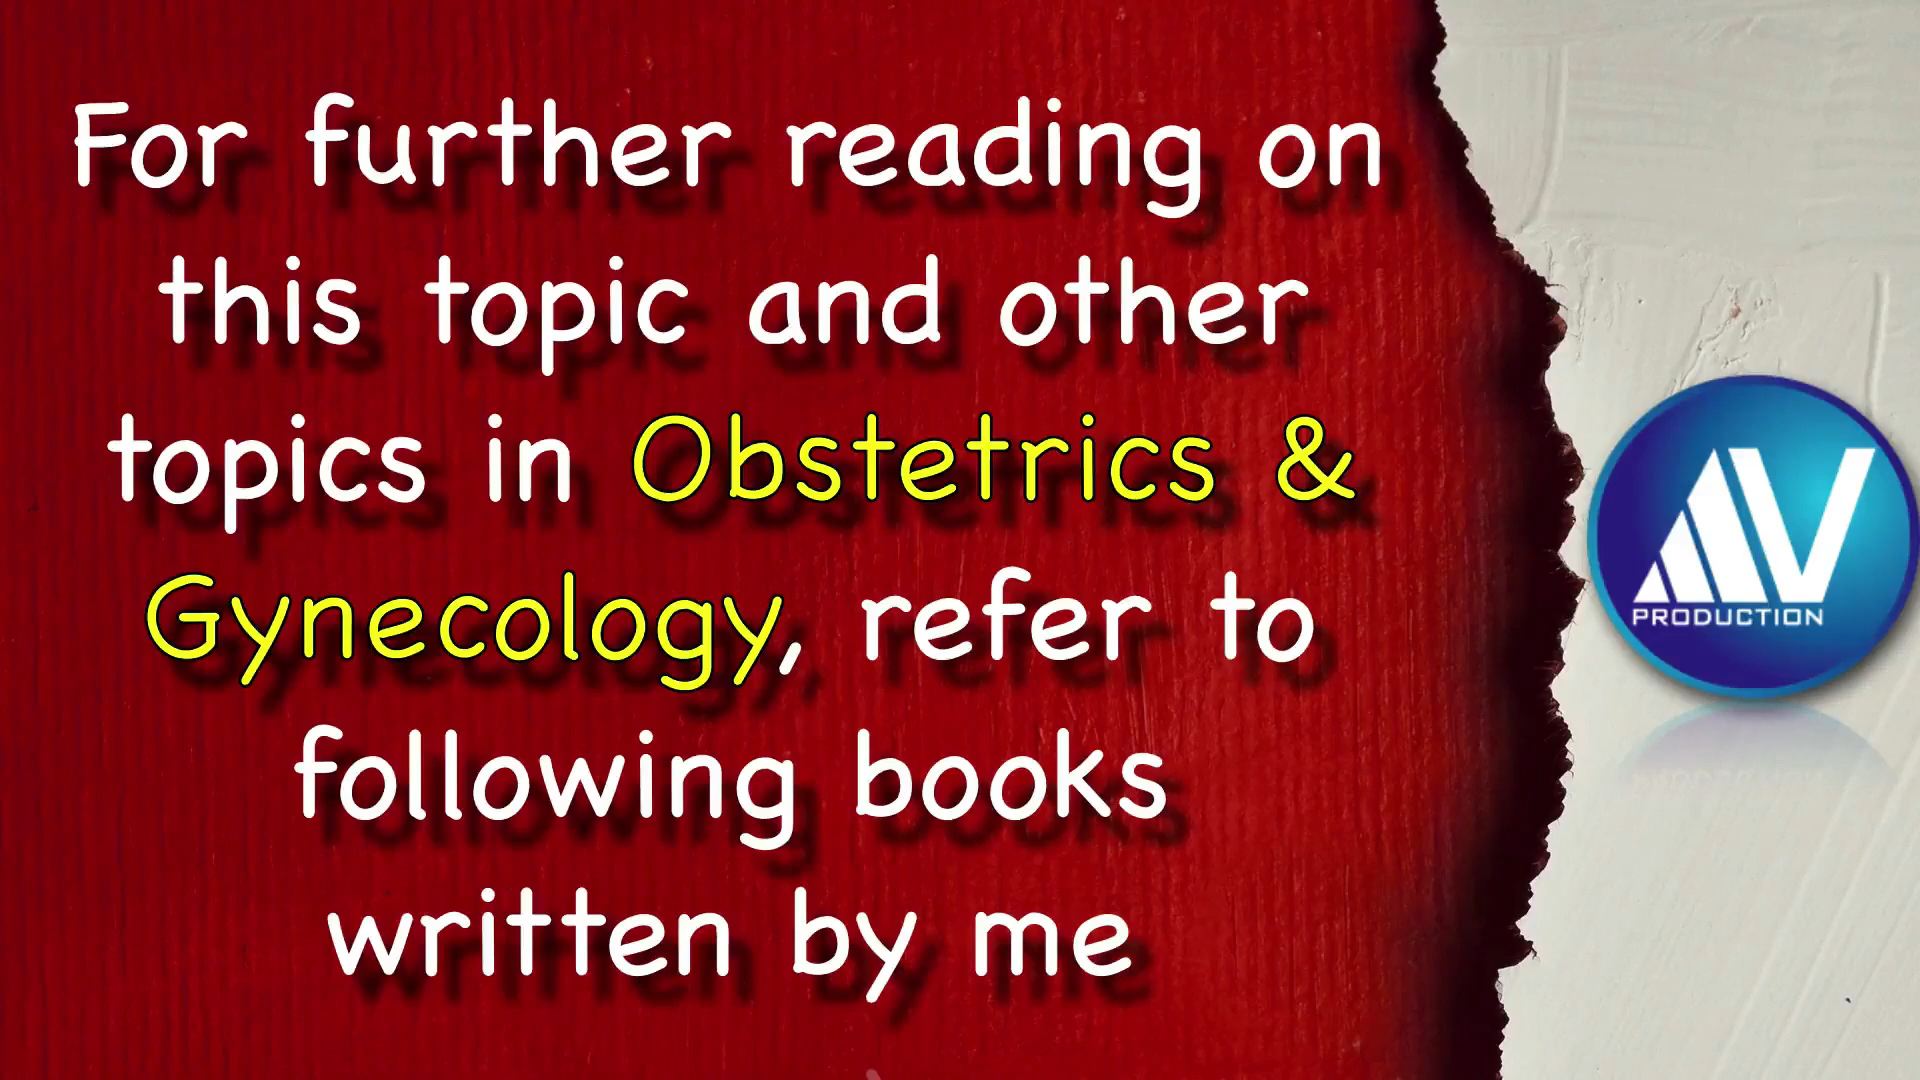 For further reading on
this topic and other
topics in Obstetrics &
Gynecology, refer to
following books
written by me
AV
PRODUCTION